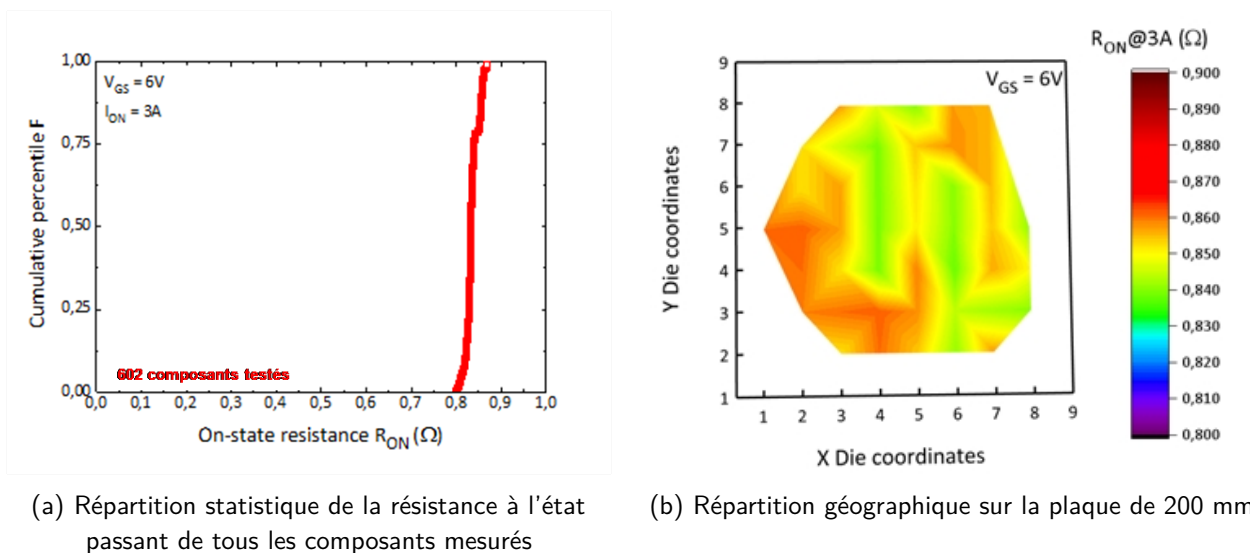 1,00
0,75
0,50
0,25
0,00
Cumulative percentile F
V_GS = 6V
I_ON = 3A
602 composants testés
0,0 0,1 0,2 0,3 0,4 0,5 0,6 0,7 0,8 0,9 1,0
On-state resistance R_ON (Ω)
(a) Répartition statistique de la résistance à l'état
passant de tous les composants mesurés
R_ON@3A (Ω)
V_GS = 6V
9
8
7
6
5
4
3
2
1
Y Die coordinates
1 2 3 4 5 6 7 8 9
X Die coordinates
0,900
0,890
0,880
0,870
0,860
0,850
0,840
0,830
0,820
0,810
0,800
(b) Répartition géographique sur la plaque de 200 mm